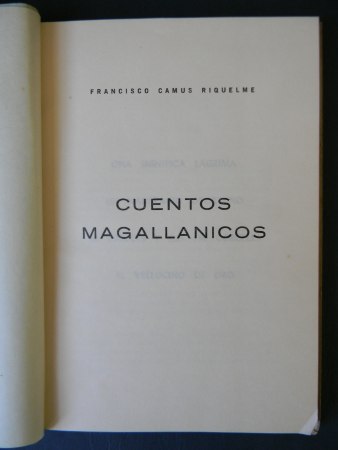 FRANCISCO CAMUS RIQUELME
CUENTOS
MAGALLANICOS